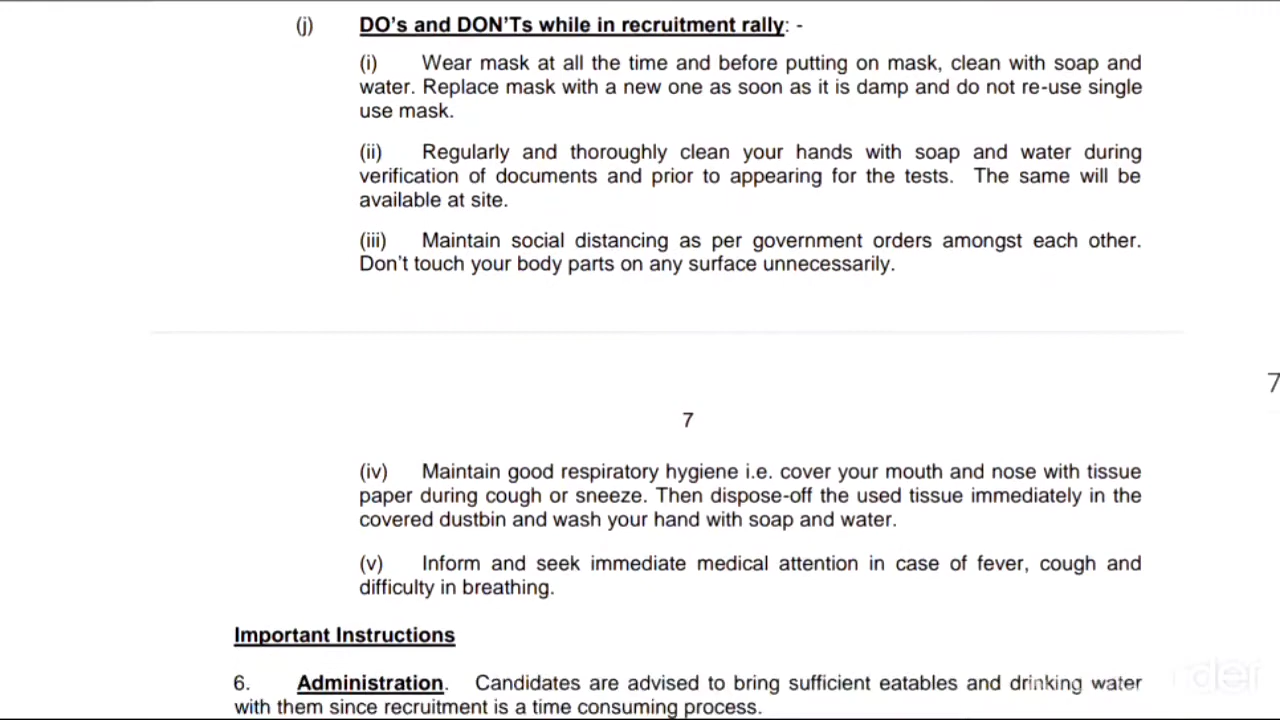 (j) DO's and DON'Ts while in recruitment rally: -
(i) Wear mask at all the time and before putting on mask, clean with soap and
water. Replace mask with a new one as soon as it is damp and do not re-use single
use mask.
(ii) Regularly and thoroughly clean your hands with soap and water during
verification of documents and prior to appearing for the tests. The same will be
available at site.
(iii) Maintain social distancing as per government orders amongst each other.
Don't touch your body parts on any surface unnecessarily.
7
7
(iv) Maintain good respiratory hygiene i.e. cover your mouth and nose with tissue
paper during cough or sneeze. Then dispose-off the used tissue immediately in the
covered dustbin and wash your hand with soap and water.
(v) Inform and seek immediate medical attention in case of fever, cough and
difficulty in breathing.
Important Instructions
6. Administration. Candidates are advised to bring sufficient eatables and drinking water
with them since recruitment is a time consuming process.